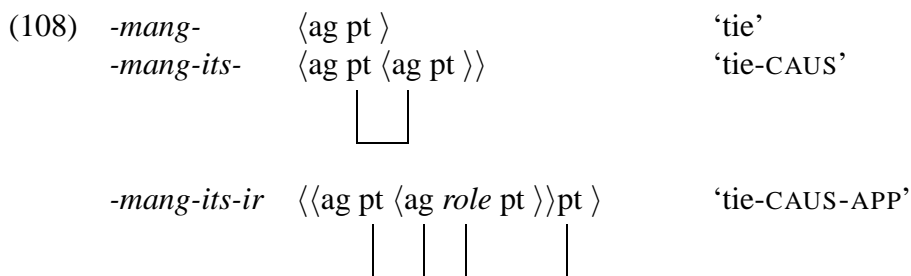 (108) -mang- ⟨ag pt ⟩ ‘tie’
-mang-its- ⟨ag pt ⟨ag pt ⟩⟩ ‘tie-CAUS’
-mang-its-ir ⟨⟨ag pt ⟨ag role pt ⟩⟩pt ⟩ ‘tie-CAUS-APP’